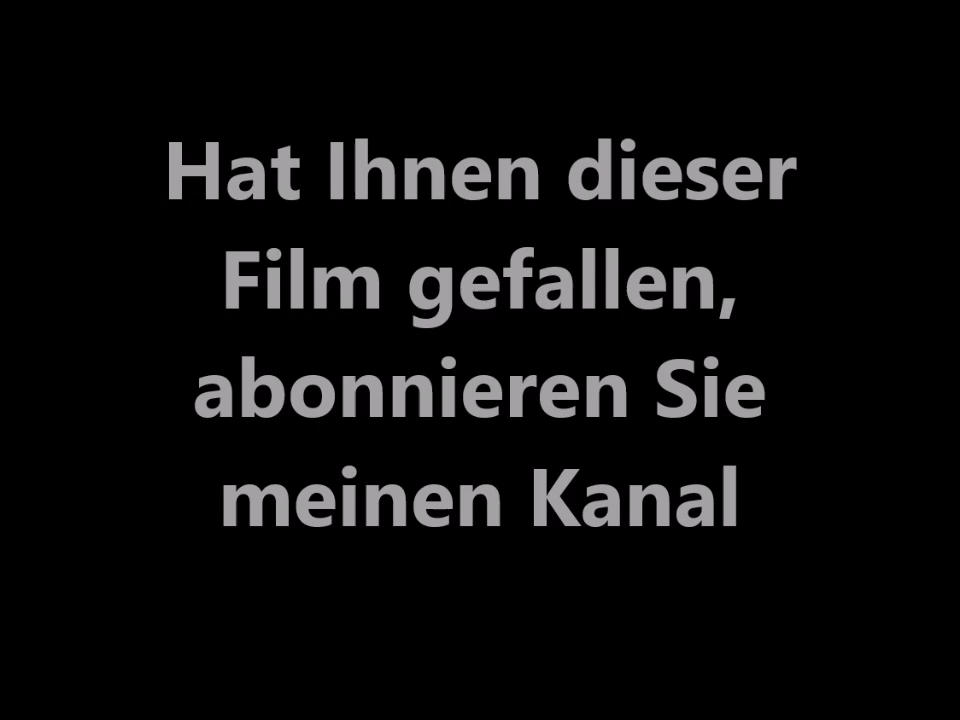 Hat Ihnen dieser
Film gefallen,
abonnieren Sie
meinen Kanal